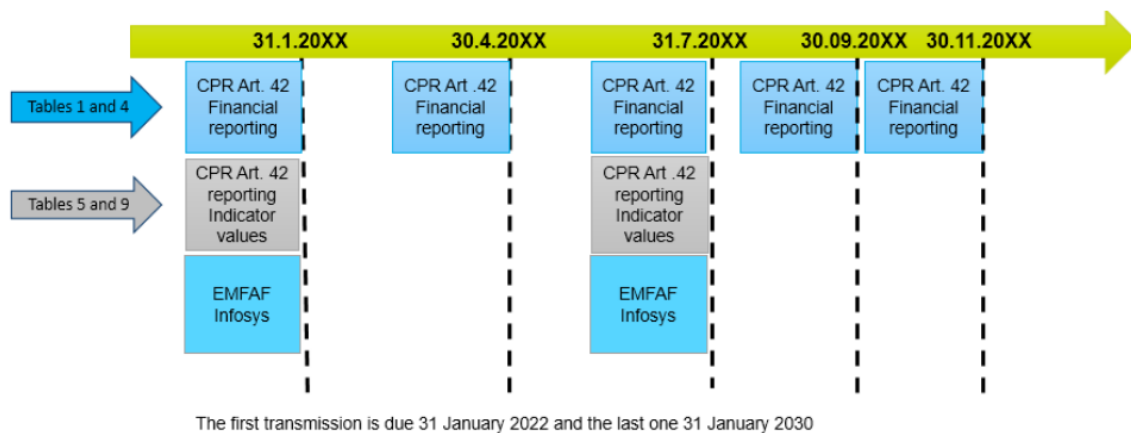 31.1.20XX
30.4.20XX
31.7.20XX
30.09.20XX
30.11.20XX
Tables 1 and 4
CPR Art. 42
Financial
reporting
CPR Art .42
Financial
reporting
CPR Art. 42
Financial
reporting
CPR Art. 42
Financial
reporting
CPR Art. 42
Financial
reporting
Tables 5 and 9
CPR Art. 42
reporting
Indicator
values
CPR Art .42
reporting
Indicator
values
EMFAF
Infosys
EMFAF
Infosys
The first transmission is due 31 January 2022 and the last one 31 January 2030